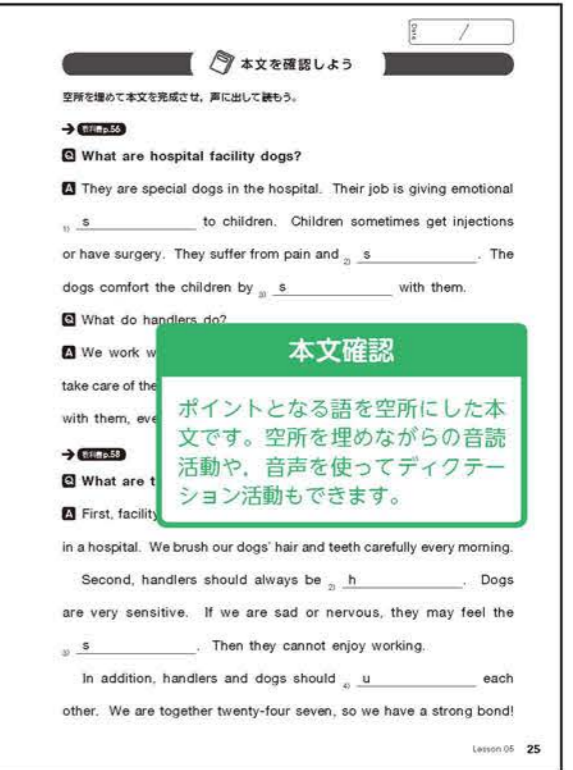 Date /
本文を確認しよう
空所を埋めて本文を完成させ，声に出して読もう。
→ 教科書p.56
Q What are hospital facility dogs?
A They are special dogs in the hospital. Their job is giving emotional
1) s to children. Children sometimes get injections
or have surgery. They suffer from pain and 2) s . The
dogs comfort the children by 3) s with them.
Q What do handlers do?
A We work w
take care of the
with them, eve
本文確認
ポイントとなる語を空所にした本
文です。空所を埋めながらの音読
活動や，音声を使ってディクテー
ション活動もできます。
→ 教科書p.58
Q What are t
A First, facility
in a hospital. We brush our dogs' hair and teeth carefully every morning.
Second, handlers should always be 2) h . Dogs
are very sensitive. If we are sad or nervous, they may feel the
3) s . Then they cannot enjoy working.
In addition, handlers and dogs should 4) u each
other. We are together twenty-four seven, so we have a strong bond!
Lesson 05 25